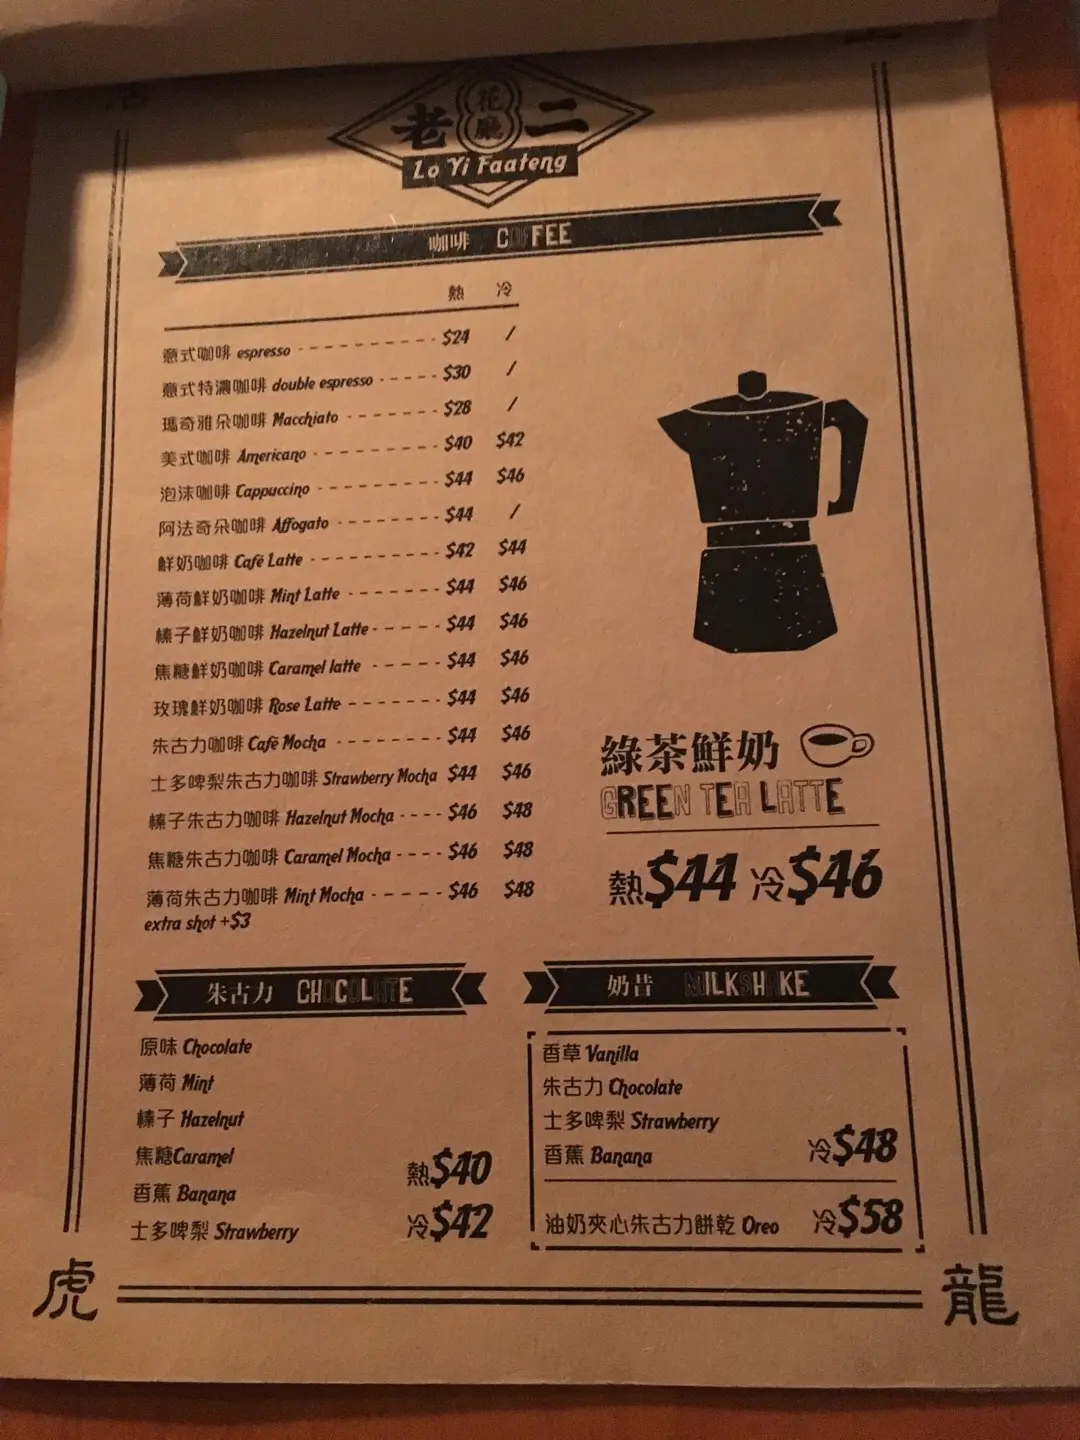 老 花廳 二
Lo Yi Faateng
咖啡 COFFEE
熱 冷
意式咖啡 espresso $24 /
意式特濃咖啡 double espresso $30 /
瑪奇雅朵咖啡 Macchiato $28 /
美式咖啡 Americano $40 $42
泡沫咖啡 Cappuccino $44 $46
阿法奇朵咖啡 Affogato $44 /
鮮奶咖啡 Café Latte $42 $44
薄荷鮮奶咖啡 Mint Latte $44 $46
榛子鮮奶咖啡 Hazelnut Latte $44 $46
焦糖鮮奶咖啡 Caramel latte $44 $46
玫瑰鮮奶咖啡 Rose Latte $44 $46
朱古力咖啡 Café Mocha $44 $46
士多啤梨朱古力咖啡 Strawberry Mocha $44 $46
榛子朱古力咖啡 Hazelnut Mocha $46 $48
焦糖朱古力咖啡 Caramel Mocha $46 $48
薄荷朱古力咖啡 Mint Mocha $46 $48
extra shot +$3
綠茶鮮奶
GREEN TEA LATTE
熱$44 冷$46
朱古力 CHOCOLATE
原味 Chocolate
薄荷 Mint
榛子 Hazelnut
焦糖Caramel
香蕉 Banana
士多啤梨 Strawberry
熱$40
冷$42
奶昔 MILKSHAKE
香草 Vanilla
朱古力 Chocolate
士多啤梨 Strawberry
香蕉 Banana
冷$48
油奶夾心朱古力餅乾 Oreo 冷$58
虎
龍